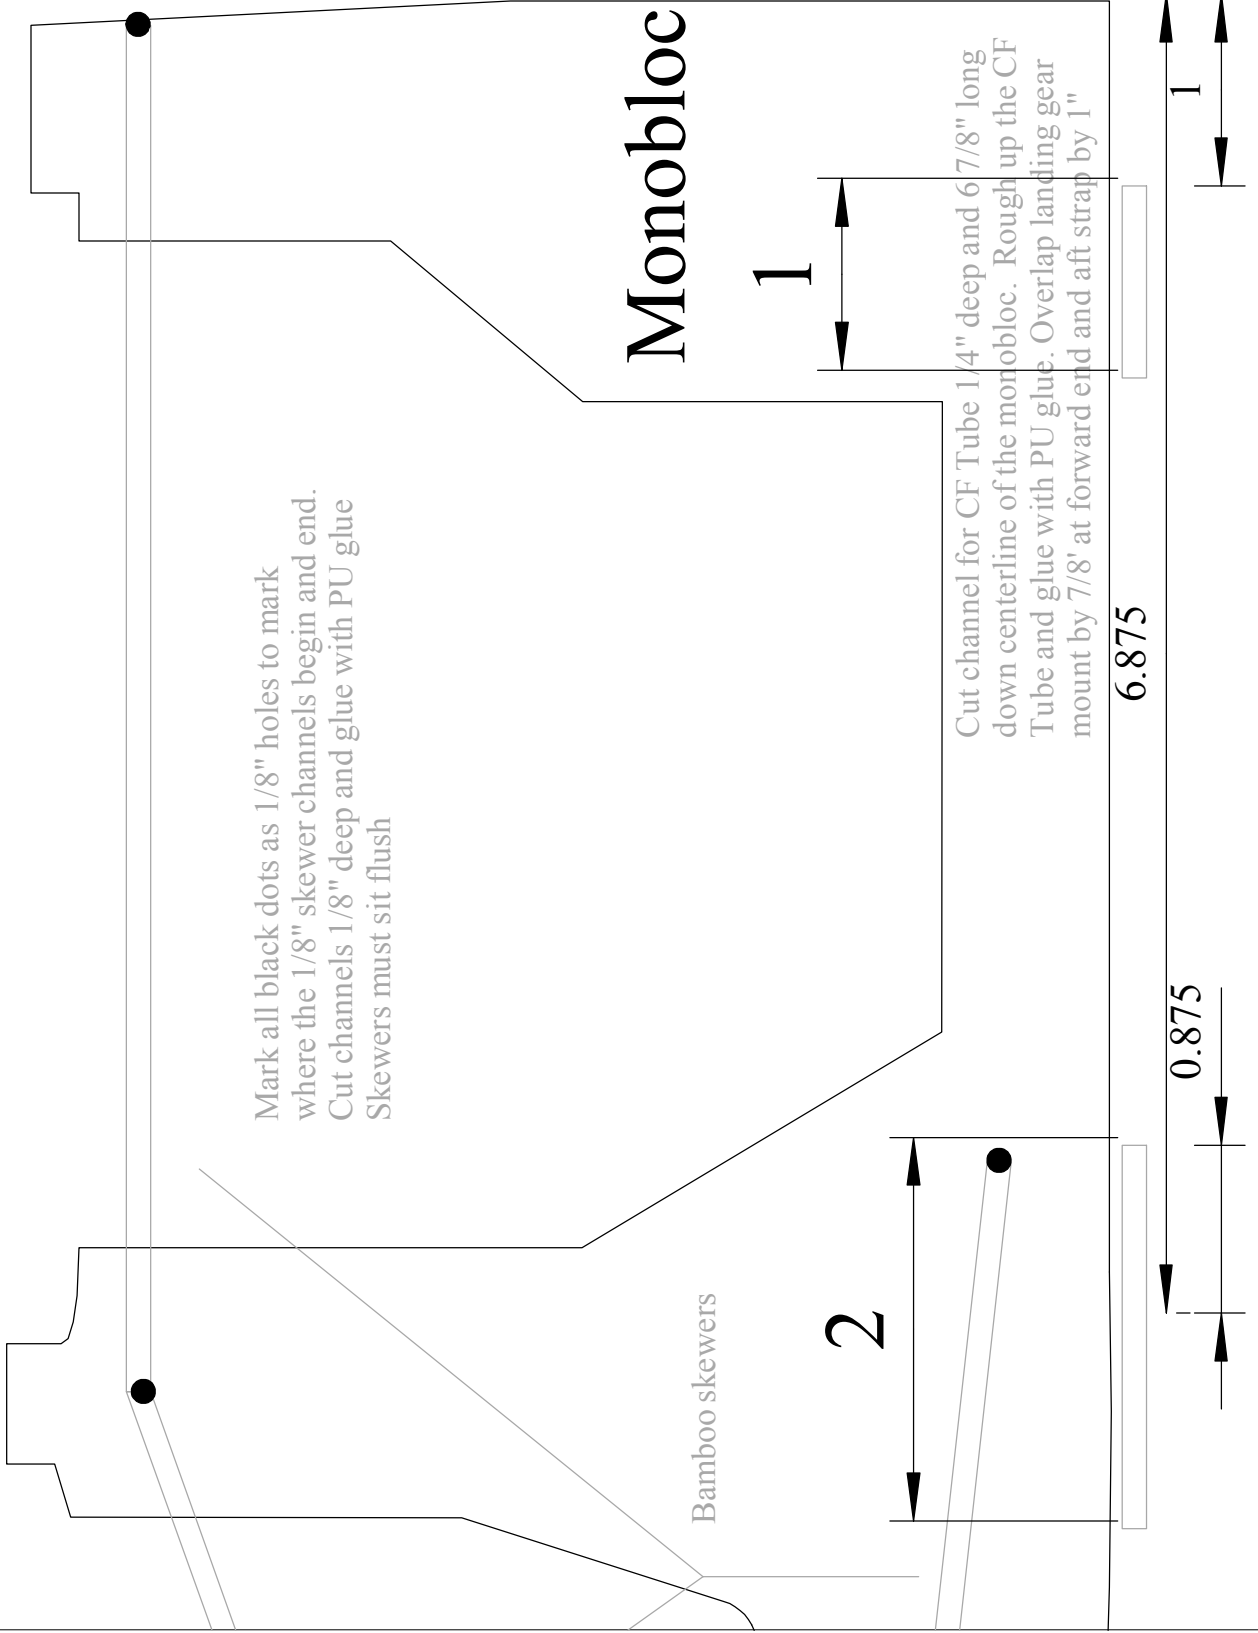 Mark all black dots as 1/8" holes to mark
where the 1/8" skewer channels begin and end.
Cut channels 1/8" deep and glue with PU glue
Skewers must sit flush
Monobloc
Bamboo skewers
1
2
Cut channel for CF Tube 1/4" deep and 6 7/8" long
down centerline of the monobloc. Rough up the CF
Tube and glue with PU glue. Overlap landing gear
mount by 7/8' at forward end and aft strap by 1"
6.875
0.875
1